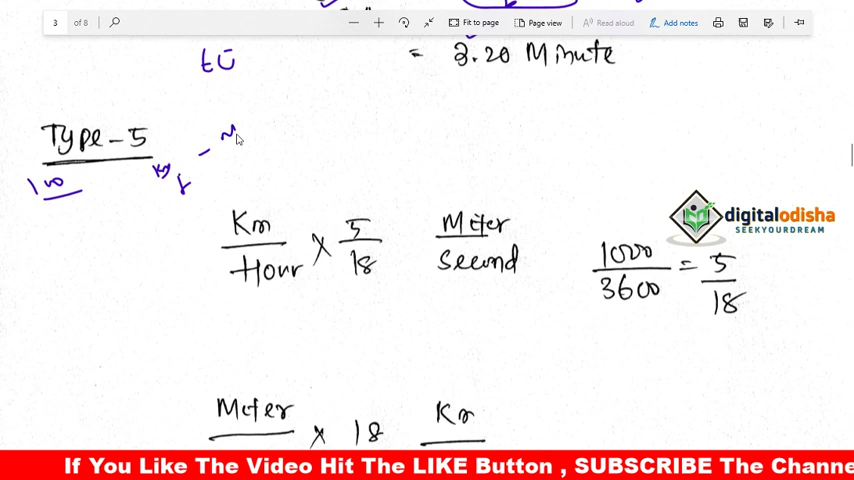 3 of 8 Fit to page Page view Read aloud Add notes
= 2.20 Minute
Type-5
100
Km/Hour × 5/18 Meter/Second
1000/3600 = 5/18
digitalodisha
SEEKYOURDREAM
Meter × 18 Km
If You Like The Video Hit The LIKE Button , SUBSCRIBE The Channe